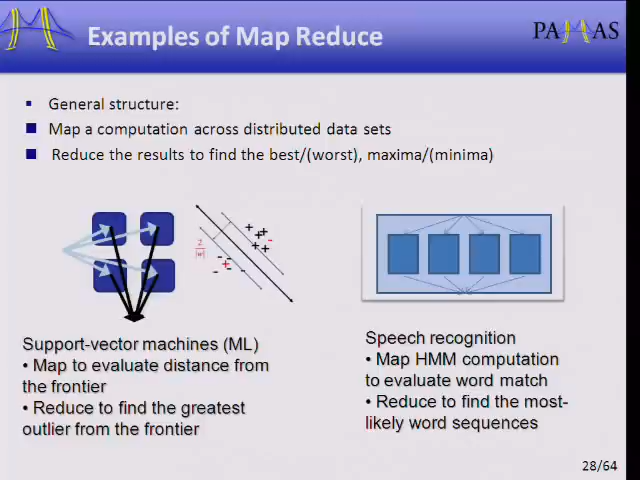 Examples of Map Reduce
PA AS
General structure:
Map a computation across distributed data sets
Reduce the results to find the best/(worst), maxima/(minima)
2
|w|
Support-vector machines (ML)
• Map to evaluate distance from
the frontier
• Reduce to find the greatest
outlier from the frontier
Speech recognition
• Map HMM computation
to evaluate word match
• Reduce to find the most-
likely word sequences
28/64